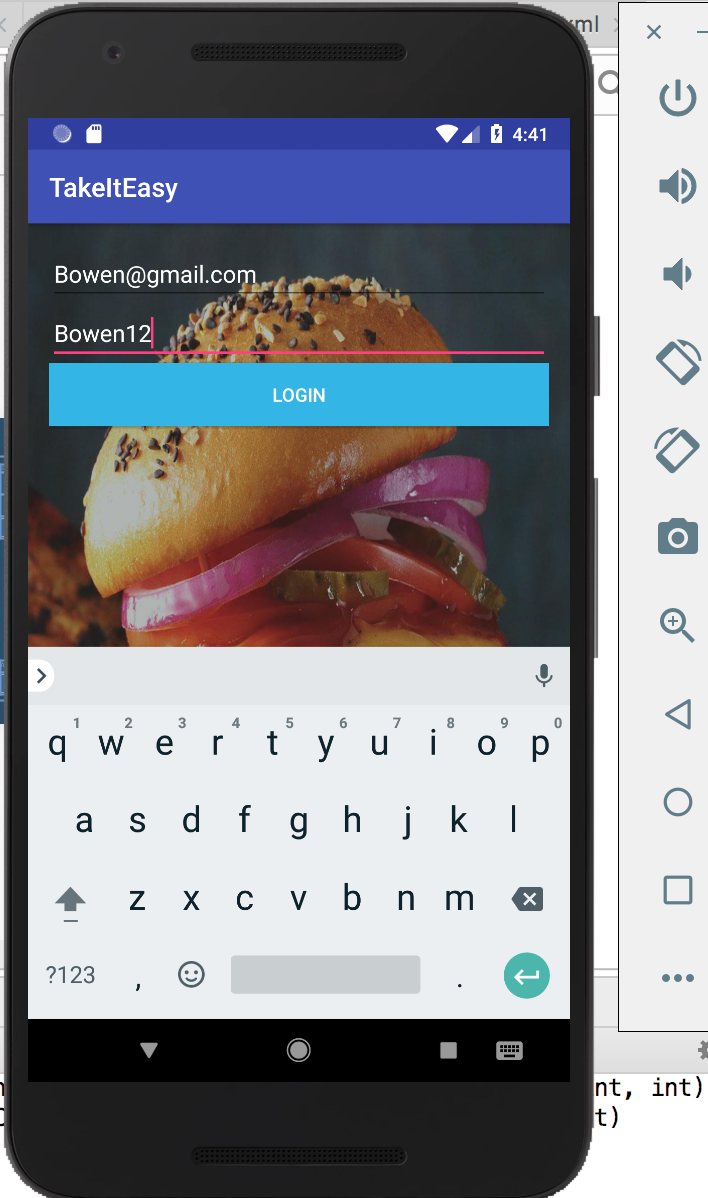 ml
4:41
TakeItEasy
Bowen@gmail.com
Bowen12
LOGIN
1 2 3 4 5 6 7 8 9 0
q w e r t y u i o p
a s d f g h j k l
z x c v b n m
?123 , .
nt, int)
t)